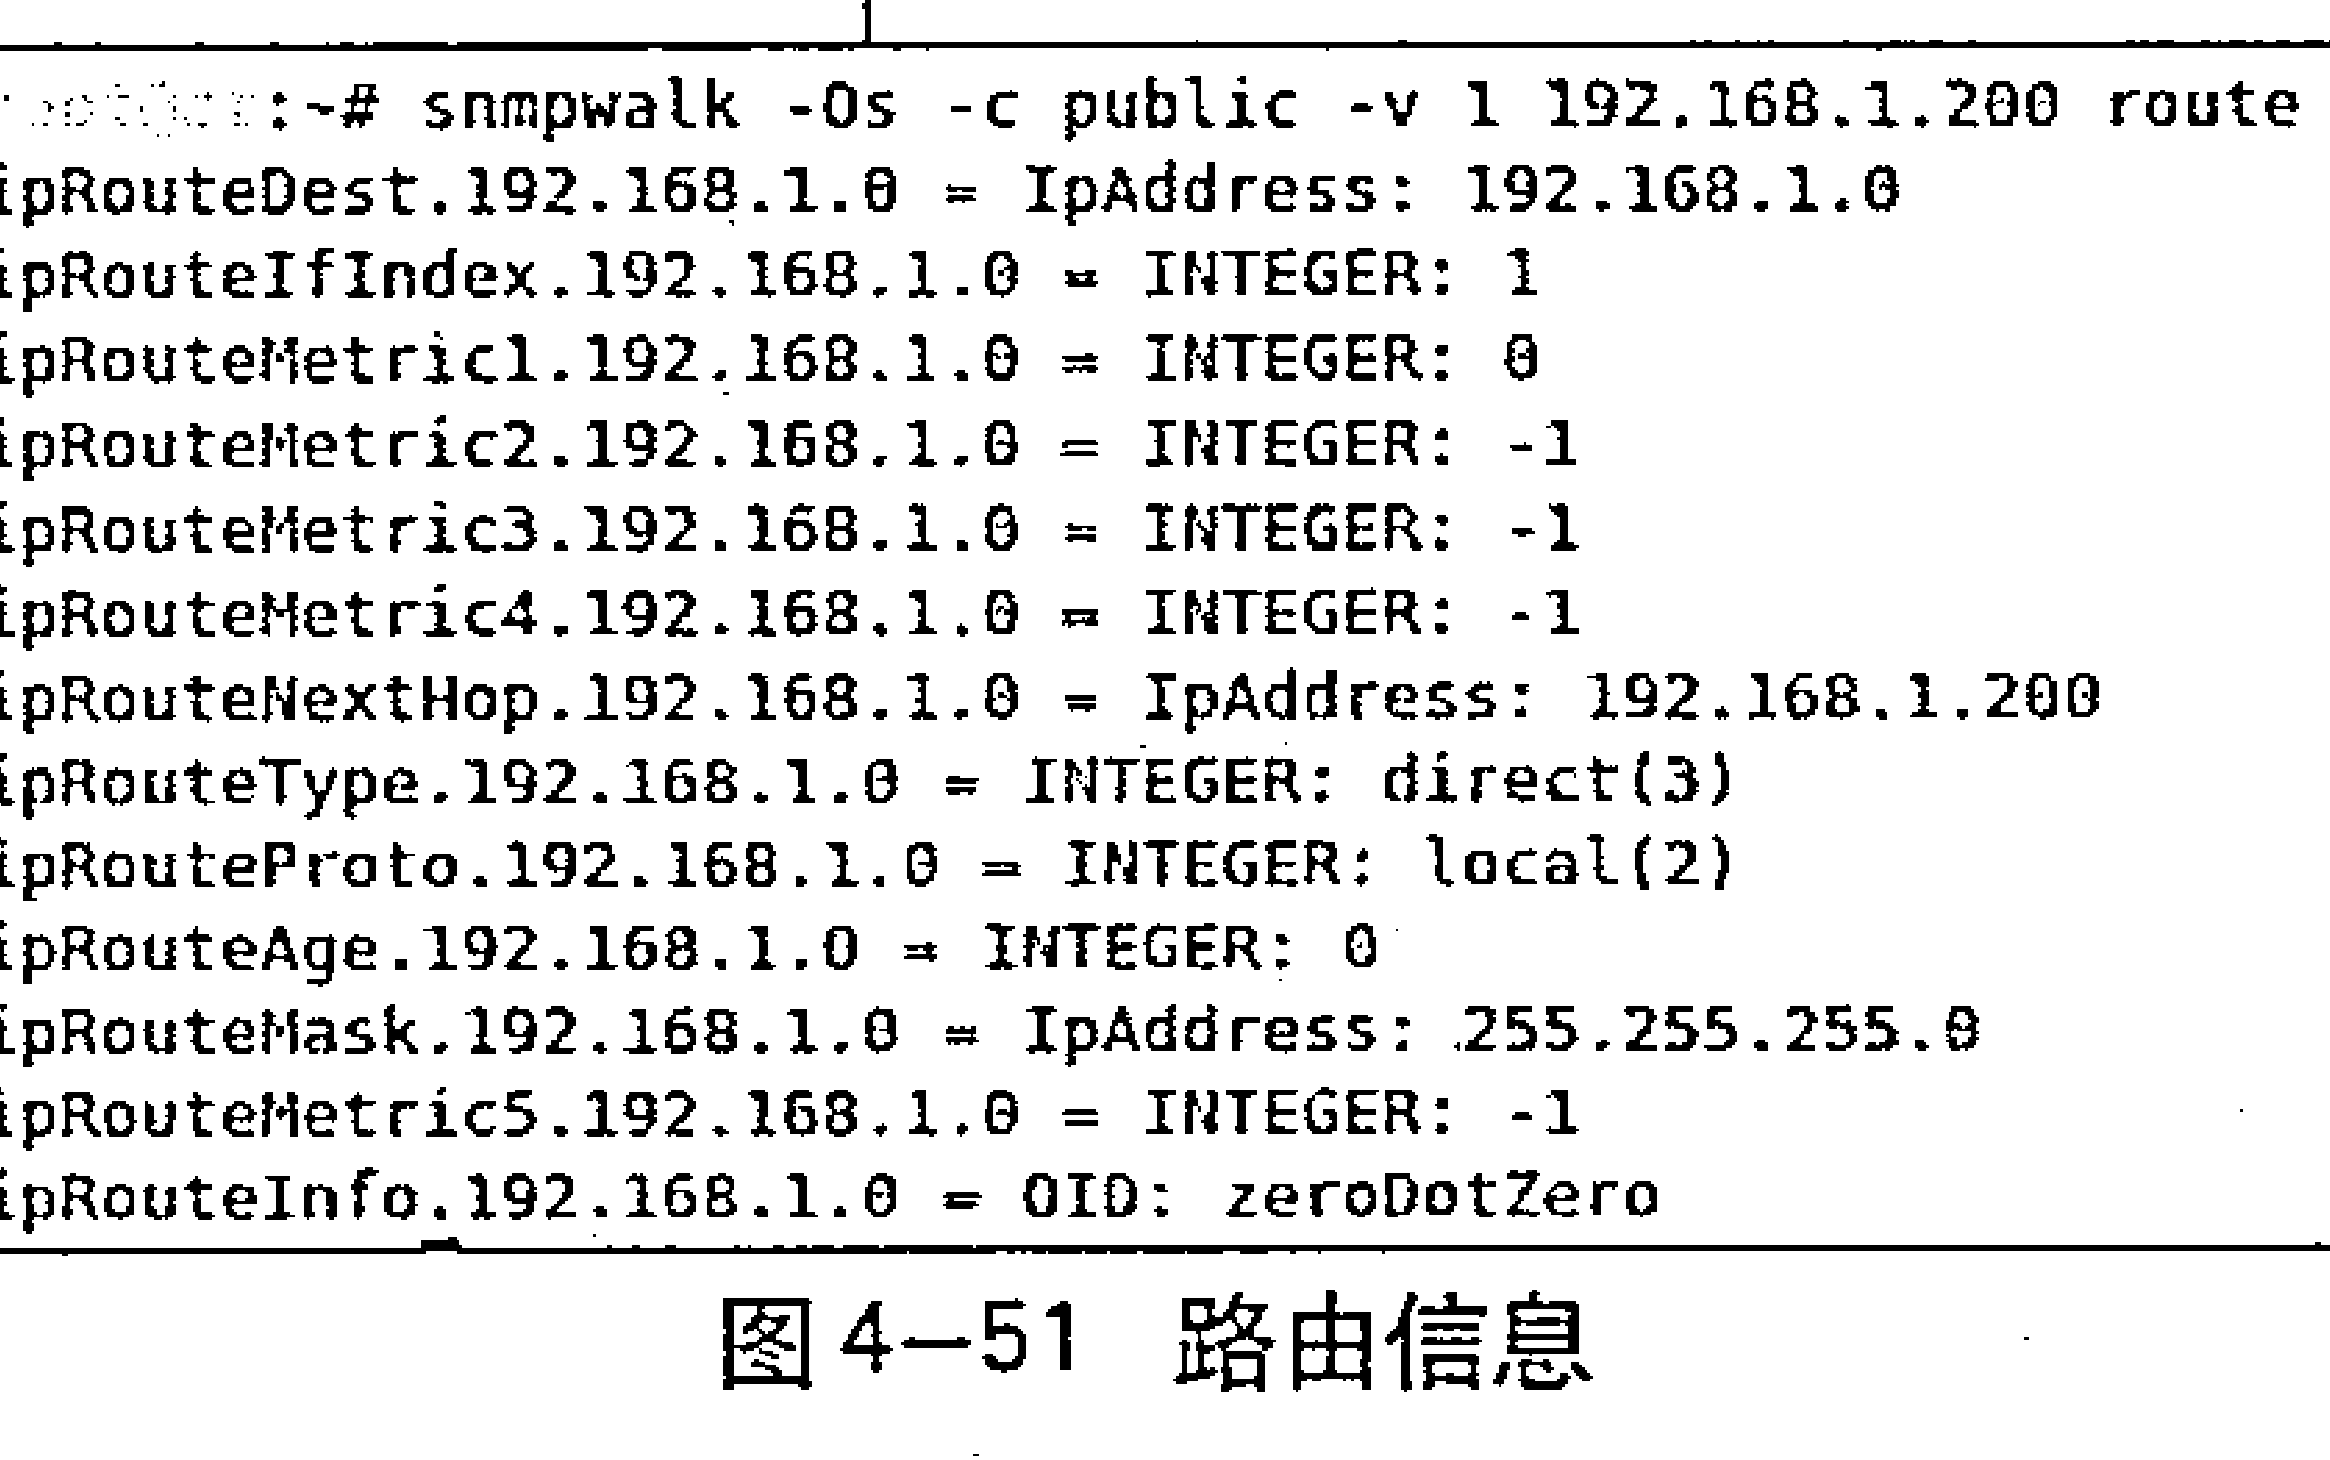 :~# snmpwalk -Os -c public -v 1 192.168.1.200 route
ipRouteDest.192.168.1.0 = IpAddress: 192.168.1.0
ipRouteIfIndex.192.168.1.0 = INTEGER: 1
ipRouteMetric1.192.168.1.0 = INTEGER: 0
ipRouteMetric2.192.168.1.0 = INTEGER: -1
ipRouteMetric3.192.168.1.0 = INTEGER: -1
ipRouteMetric4.192.168.1.0 = INTEGER: -1
ipRouteNextHop.192.168.1.0 = IpAddress: 192.168.1.200
ipRouteType.192.168.1.0 = INTEGER: direct(3)
ipRouteProto.192.168.1.0 = INTEGER: local(2)
ipRouteAge.192.168.1.0 = INTEGER: 0
ipRouteMask.192.168.1.0 = IpAddress: 255.255.255.0
ipRouteMetric5.192.168.1.0 = INTEGER: -1
ipRouteInfo.192.168.1.0 = OID: zeroDotZero
图4—51 路由信息